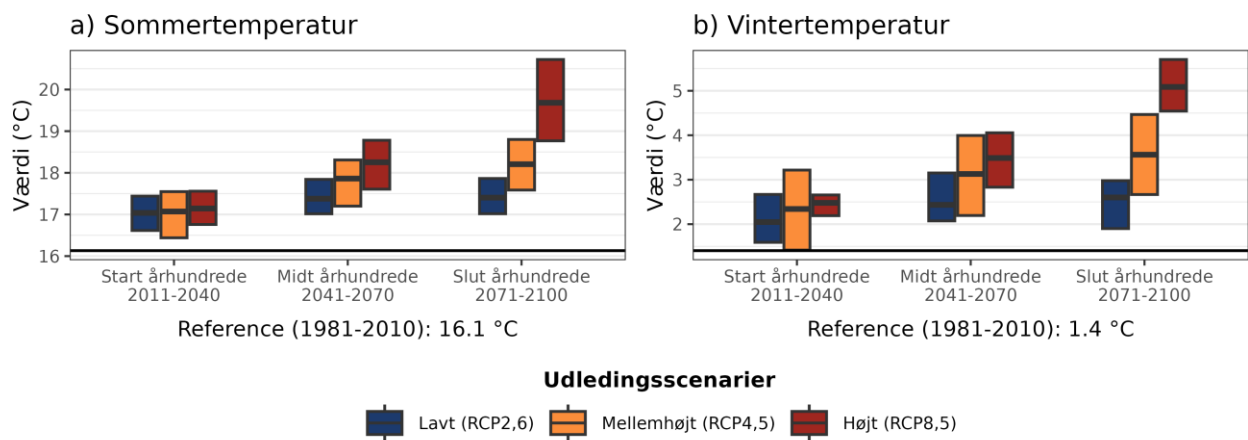 a) Sommertemperatur
Værdi (°C)
20
19
18
17
16
Start århundrede
2011-2040
Midt århundrede
2041-2070
Slut århundrede
2071-2100
Reference (1981-2010): 16.1 °C
b) Vintertemperatur
Værdi (°C)
5
4
3
2
Start århundrede
2011-2040
Midt århundrede
2041-2070
Slut århundrede
2071-2100
Reference (1981-2010): 1.4 °C
Udledingsscenarier
Lavt (RCP2,6)
Mellemhøjt (RCP4,5)
Højt (RCP8,5)